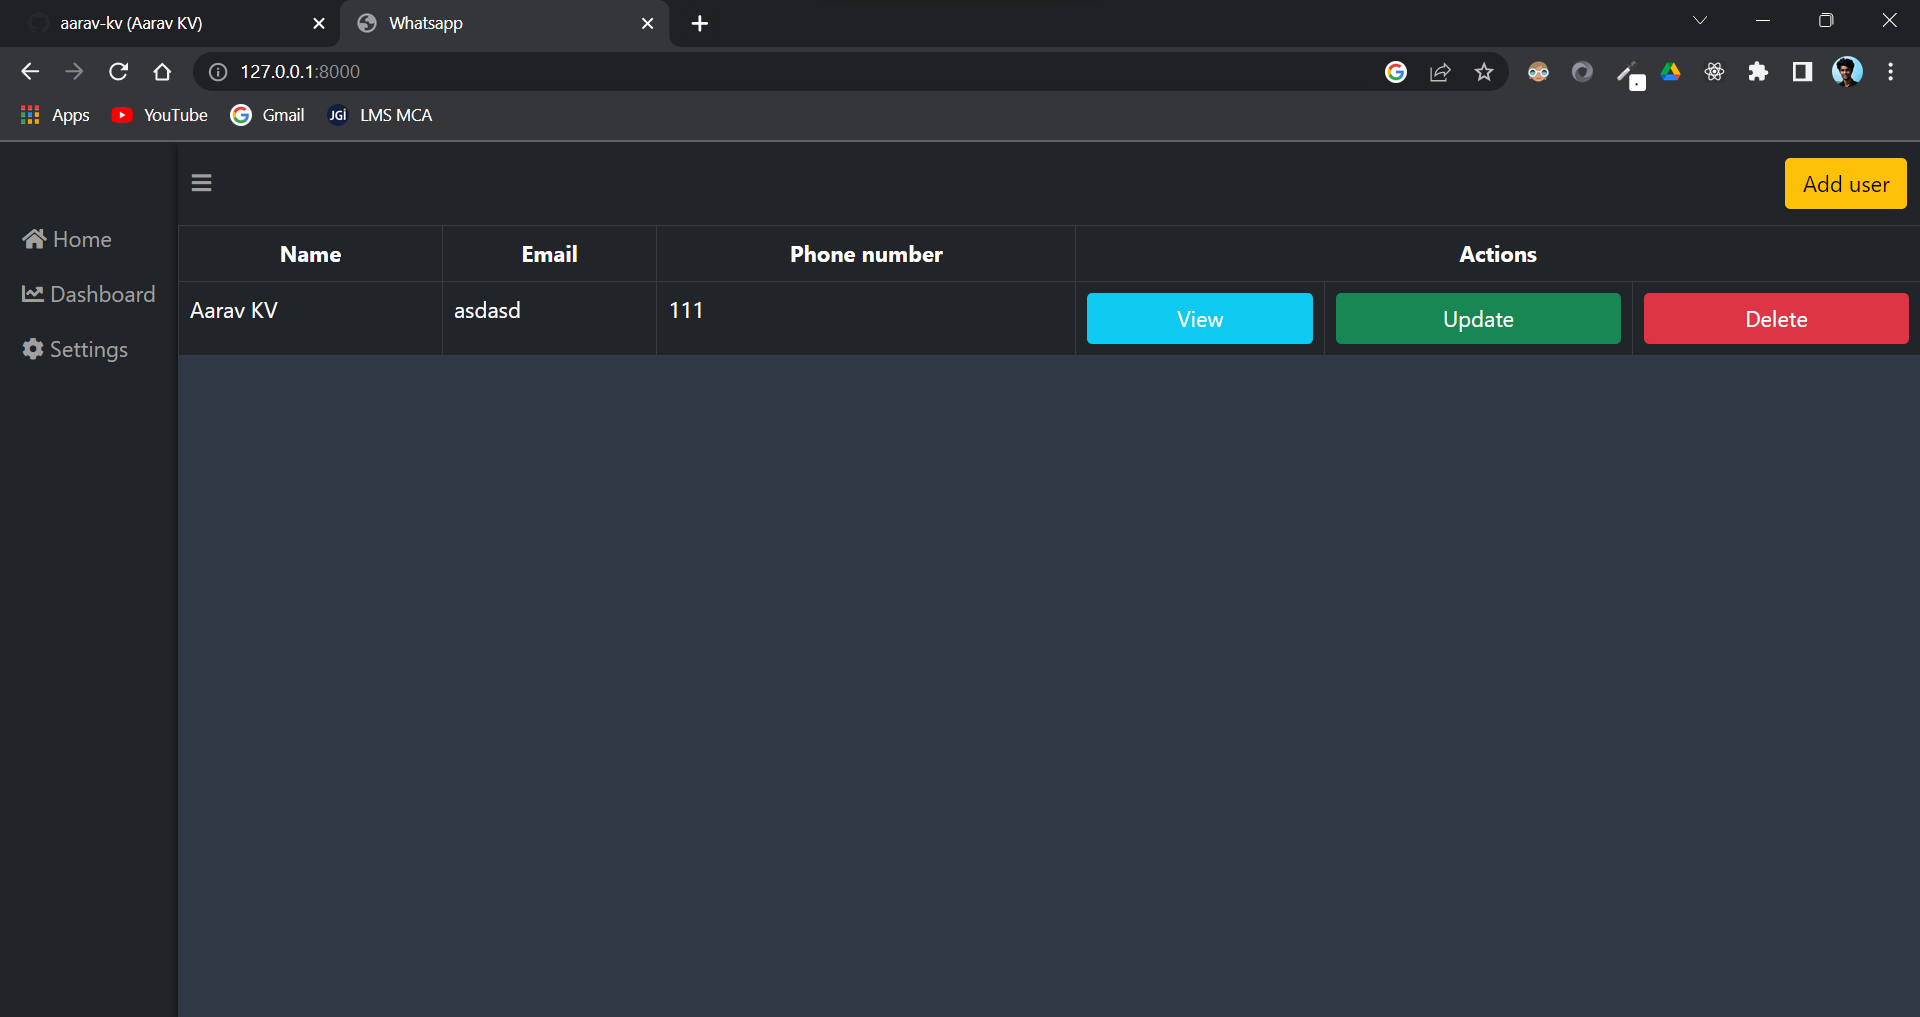 aarav-kv (Aarav KV)
Whatsapp
127.0.0.1:8000
Apps
YouTube
Gmail
JGi LMS MCA
Add user
Home
Dashboard
Settings
Name Email Phone number Actions
Aarav KV asdasd 111 View Update Delete